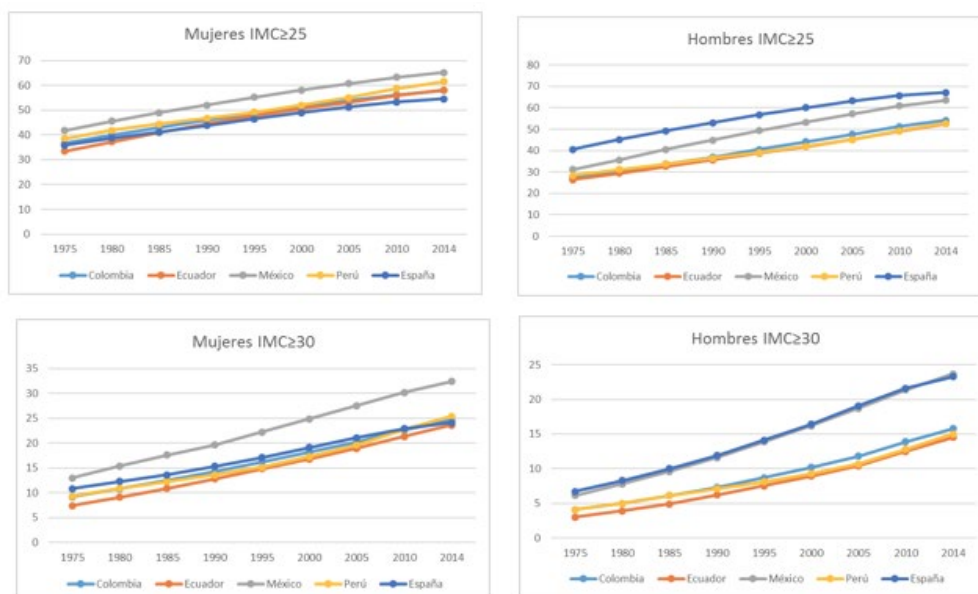 Mujeres IMC≥25
70
60
50
40
30
20
10
0
1975 1980 1985 1990 1995 2000 2005 2010 2014
Colombia Ecuador México Perú España
Hombres IMC≥25
80
70
60
50
40
30
20
10
0
1975 1980 1985 1990 1995 2000 2005 2010 2014
Colombia Ecuador México Perú España
Mujeres IMC≥30
35
30
25
20
15
10
5
0
1975 1980 1985 1990 1995 2000 2005 2010 2014
Colombia Ecuador México Perú España
Hombres IMC≥30
25
20
15
10
5
0
1975 1980 1985 1990 1995 2000 2005 2010 2014
Colombia Ecuador México Perú España